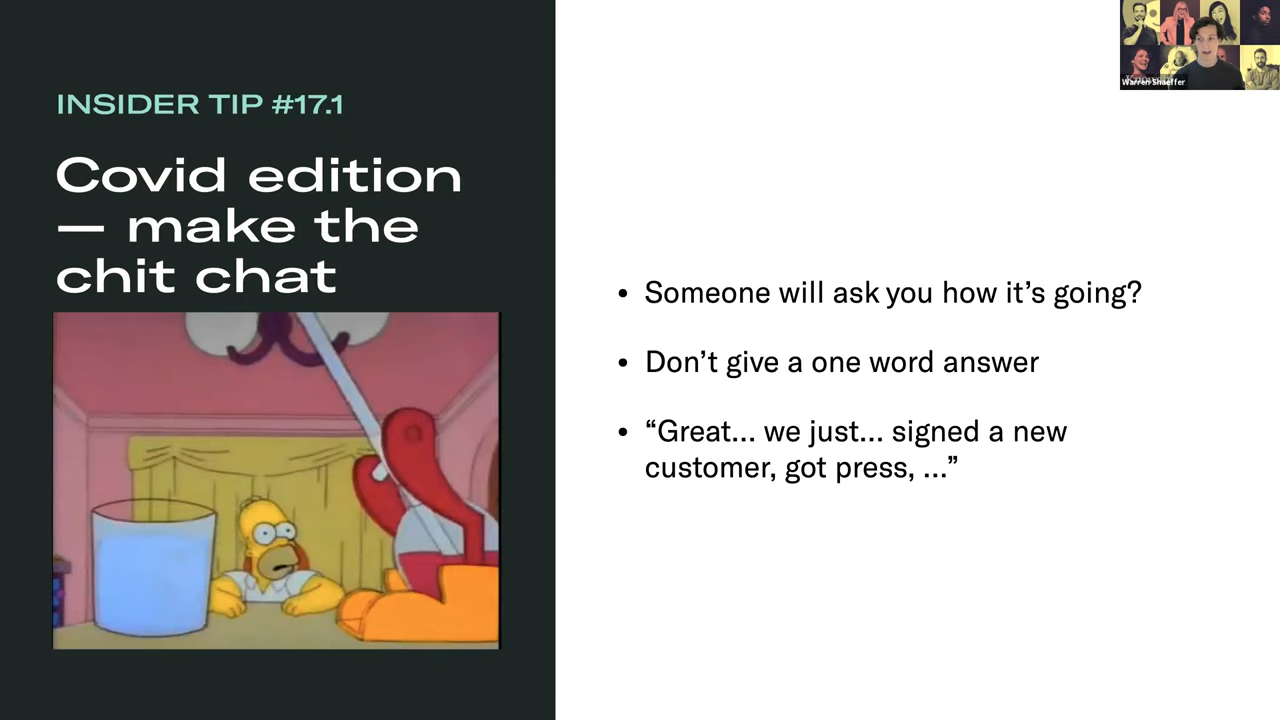 INSIDER TIP #17.1
Covid edition
— make the
chit chat
• Someone will ask you how it’s going?
• Don’t give a one word answer
• “Great... we just... signed a new
customer, got press, ...”
Warren Shaeffer